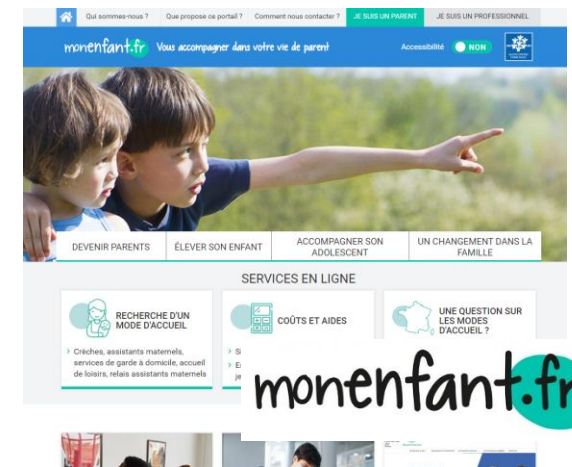 Qui sommes-nous ? Que propose ce portail ? Comment nous contacter ? JE SUIS UN PARENT JE SUIS UN PROFESSIONNEL
monenfant.fr Vous accompagner dans votre vie de parent Accessibilité NON
DEVENIR PARENTS
ÉLEVER SON ENFANT
ACCOMPAGNER SON
ADOLESCENT
UN CHANGEMENT DANS LA
FAMILLE
SERVICES EN LIGNE
RECHERCHE D'UN
MODE D'ACCUEIL
> Crèches, assistants maternels,
services de garde à domicile, accueil
de loisirs, relais assistants maternels
COÛTS ET AIDES
UNE QUESTION SUR
LES MODES
D'ACCUEIL ?
monenfant.fr